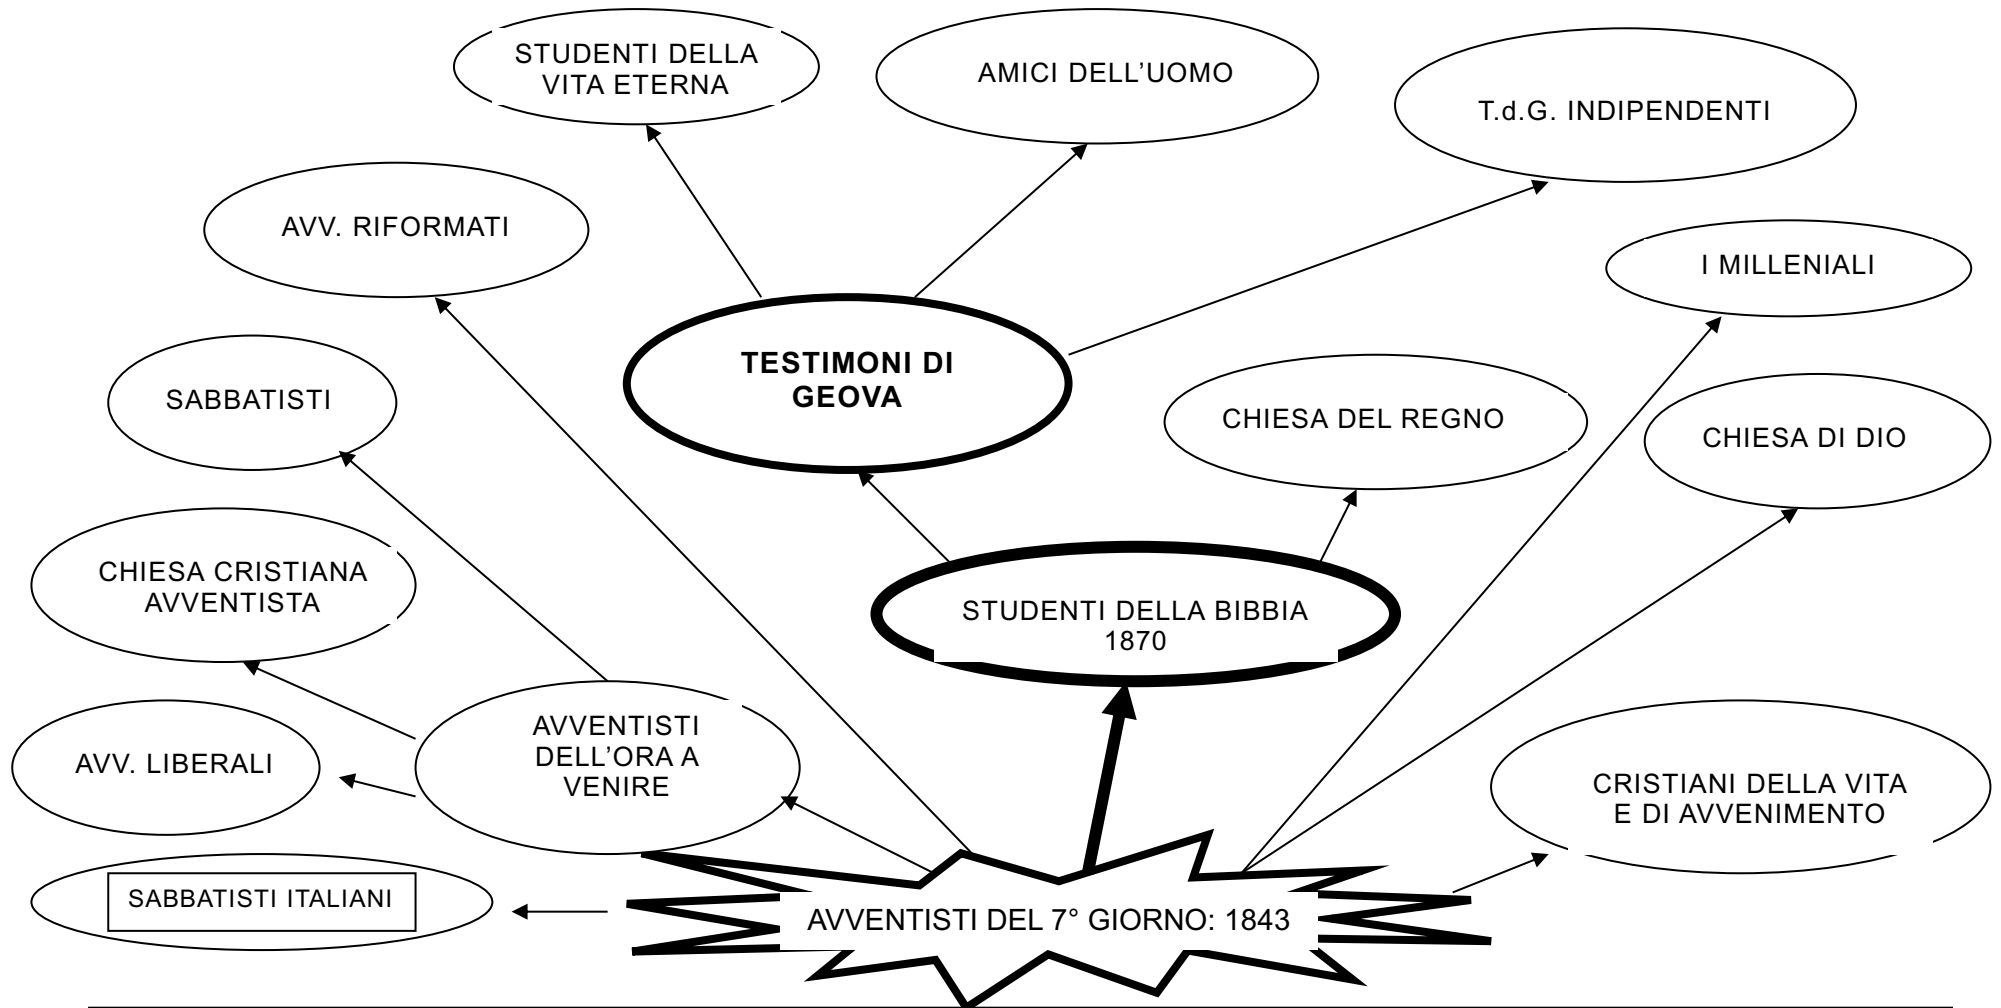 STUDENTI DELLA
VITA ETERNA
AMICI DELL’UOMO
T.d.G. INDIPENDENTI
AVV. RIFORMATI
I MILLENIALI
TESTIMONI DI
GEOVA
SABBATISTI
CHIESA DEL REGNO
CHIESA DI DIO
CHIESA CRISTIANA
AVVENTISTA
STUDENTI DELLA BIBBIA
1870
AVV. LIBERALI
AVVENTISTI
DELL’ORA A
VENIRE
CRISTIANI DELLA VITA
E DI AVVENIMENTO
SABBATISTI ITALIANI
AVVENTISTI DEL 7° GIORNO: 1843